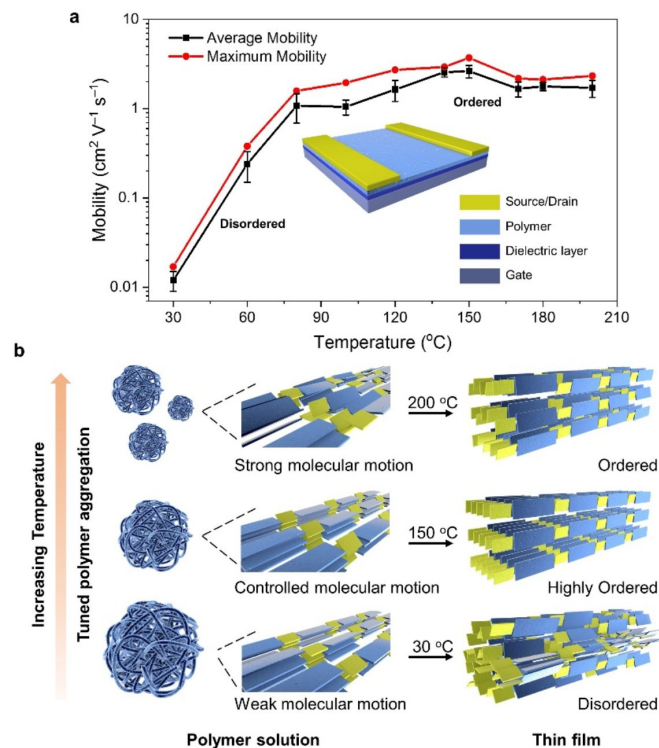 a
10
1
0.1
0.01
Mobility (cm² V⁻¹ s⁻¹)
Average Mobility
Maximum Mobility
Ordered
Disordered
Source/Drain
Polymer
Dielectric layer
Gate
30 60 90 120 150 180 210
Temperature (°C)
b
Increasing Temperature
Tuned polymer aggregation
200 °C
Strong molecular motion
Ordered
150 °C
Controlled molecular motion
Highly Ordered
30 °C
Weak molecular motion
Disordered
Polymer solution
Thin film